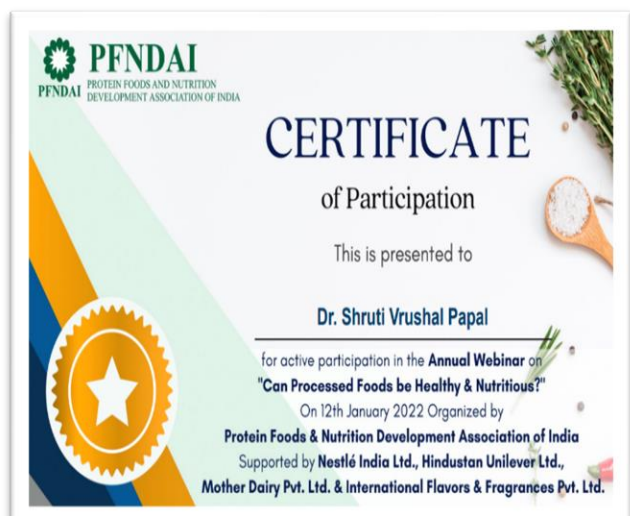 PFNDAI
PFNDAI
PROTEIN FOODS AND NUTRITION
DEVELOPMENT ASSOCIATION OF INDIA
CERTIFICATE
of Participation
This is presented to
Dr. Shruti Vrushal Papal
for active participation in the Annual Webinar on
"Can Processed Foods be Healthy & Nutritious?"
On 12th January 2022 Organized by
Protein Foods & Nutrition Development Association of India
Supported by Nestlé India Ltd., Hindustan Unilever Ltd.,
Mother Dairy Pvt. Ltd. & International Flavors & Fragrances Pvt. Ltd.